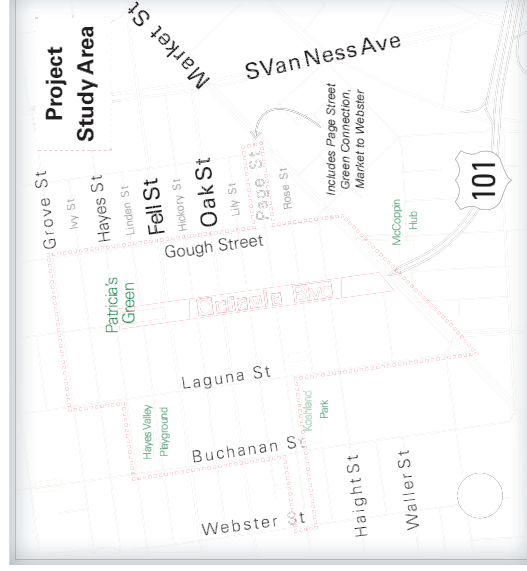 Project
Study Area
Market St
SVan Ness Ave
Includes Page Street
Green Connection,
Market to Webster
101
Grove St
Ivy St
Hayes St
Linden St
Fell St
Hickory St
Oak St
Lily St
Page St
Rose St
McCoppin
Hub
Gough Street
Patricia's
Green
Octavia Blvd
Laguna St
Hayes Valley
Playground
Koshland
Park
Buchanan St
Haight St
Waller St
Webster St